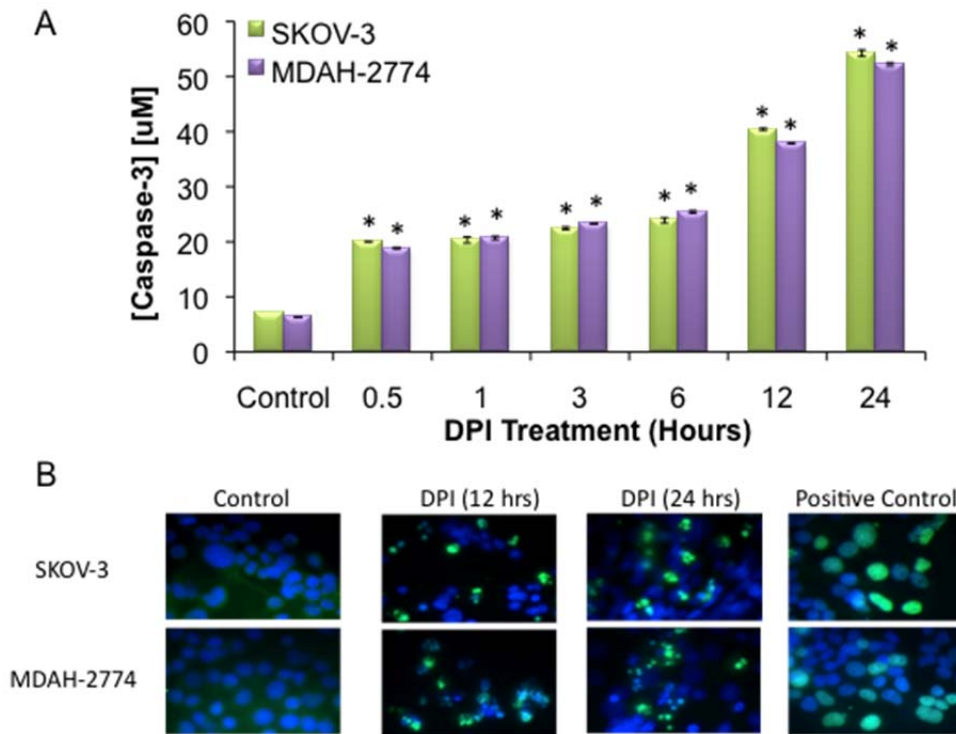 A
SKOV-3
MDAH-2774
[Caspase-3] [uM]
60
50
40
30
20
10
0
* * * * * * * * * * * *
Control 0.5 1 3 6 12 24
DPI Treatment (Hours)
B
Control DPI (12 hrs) DPI (24 hrs) Positive Control
SKOV-3
MDAH-2774